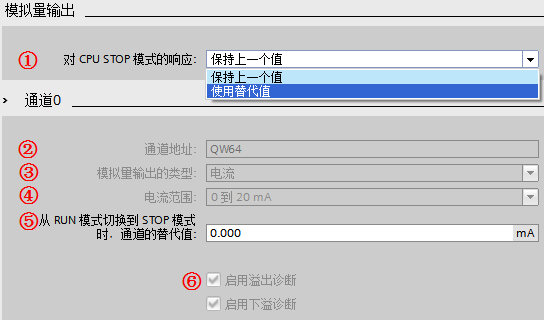 模拟量输出
① 对 CPU STOP 模式的响应: 保持上一个值
保持上一个值
使用替代值
› 通道0
② 通道地址: QW64
③ 模拟量输出的类型: 电流
④ 电流范围: 0 到 20 mA
⑤ 从 RUN 模式切换到 STOP 模式
时，通道的替代值: 0.000 mA
⑥ 启用溢出诊断
启用下溢诊断